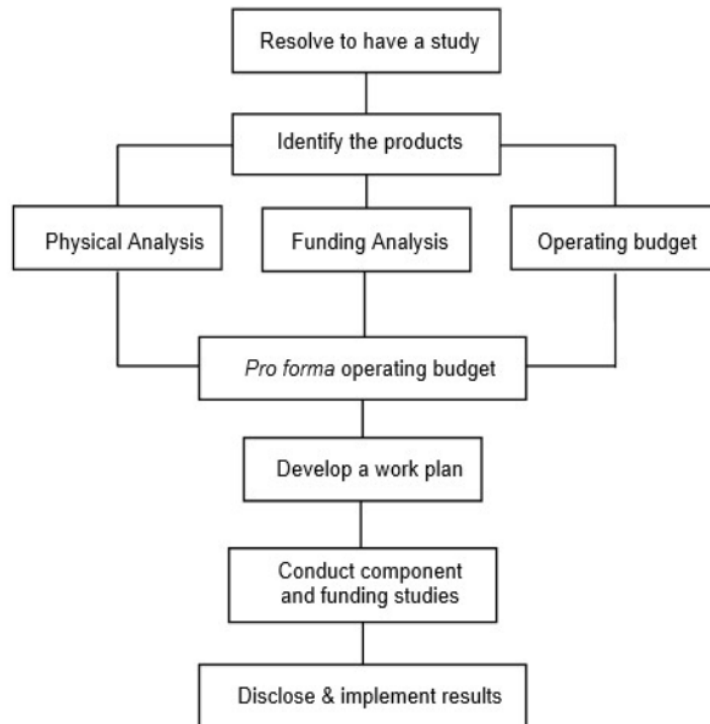 Resolve to have a study
Identify the products
Physical Analysis
Funding Analysis
Operating budget
Pro forma operating budget
Develop a work plan
Conduct component
and funding studies
Disclose & implement results